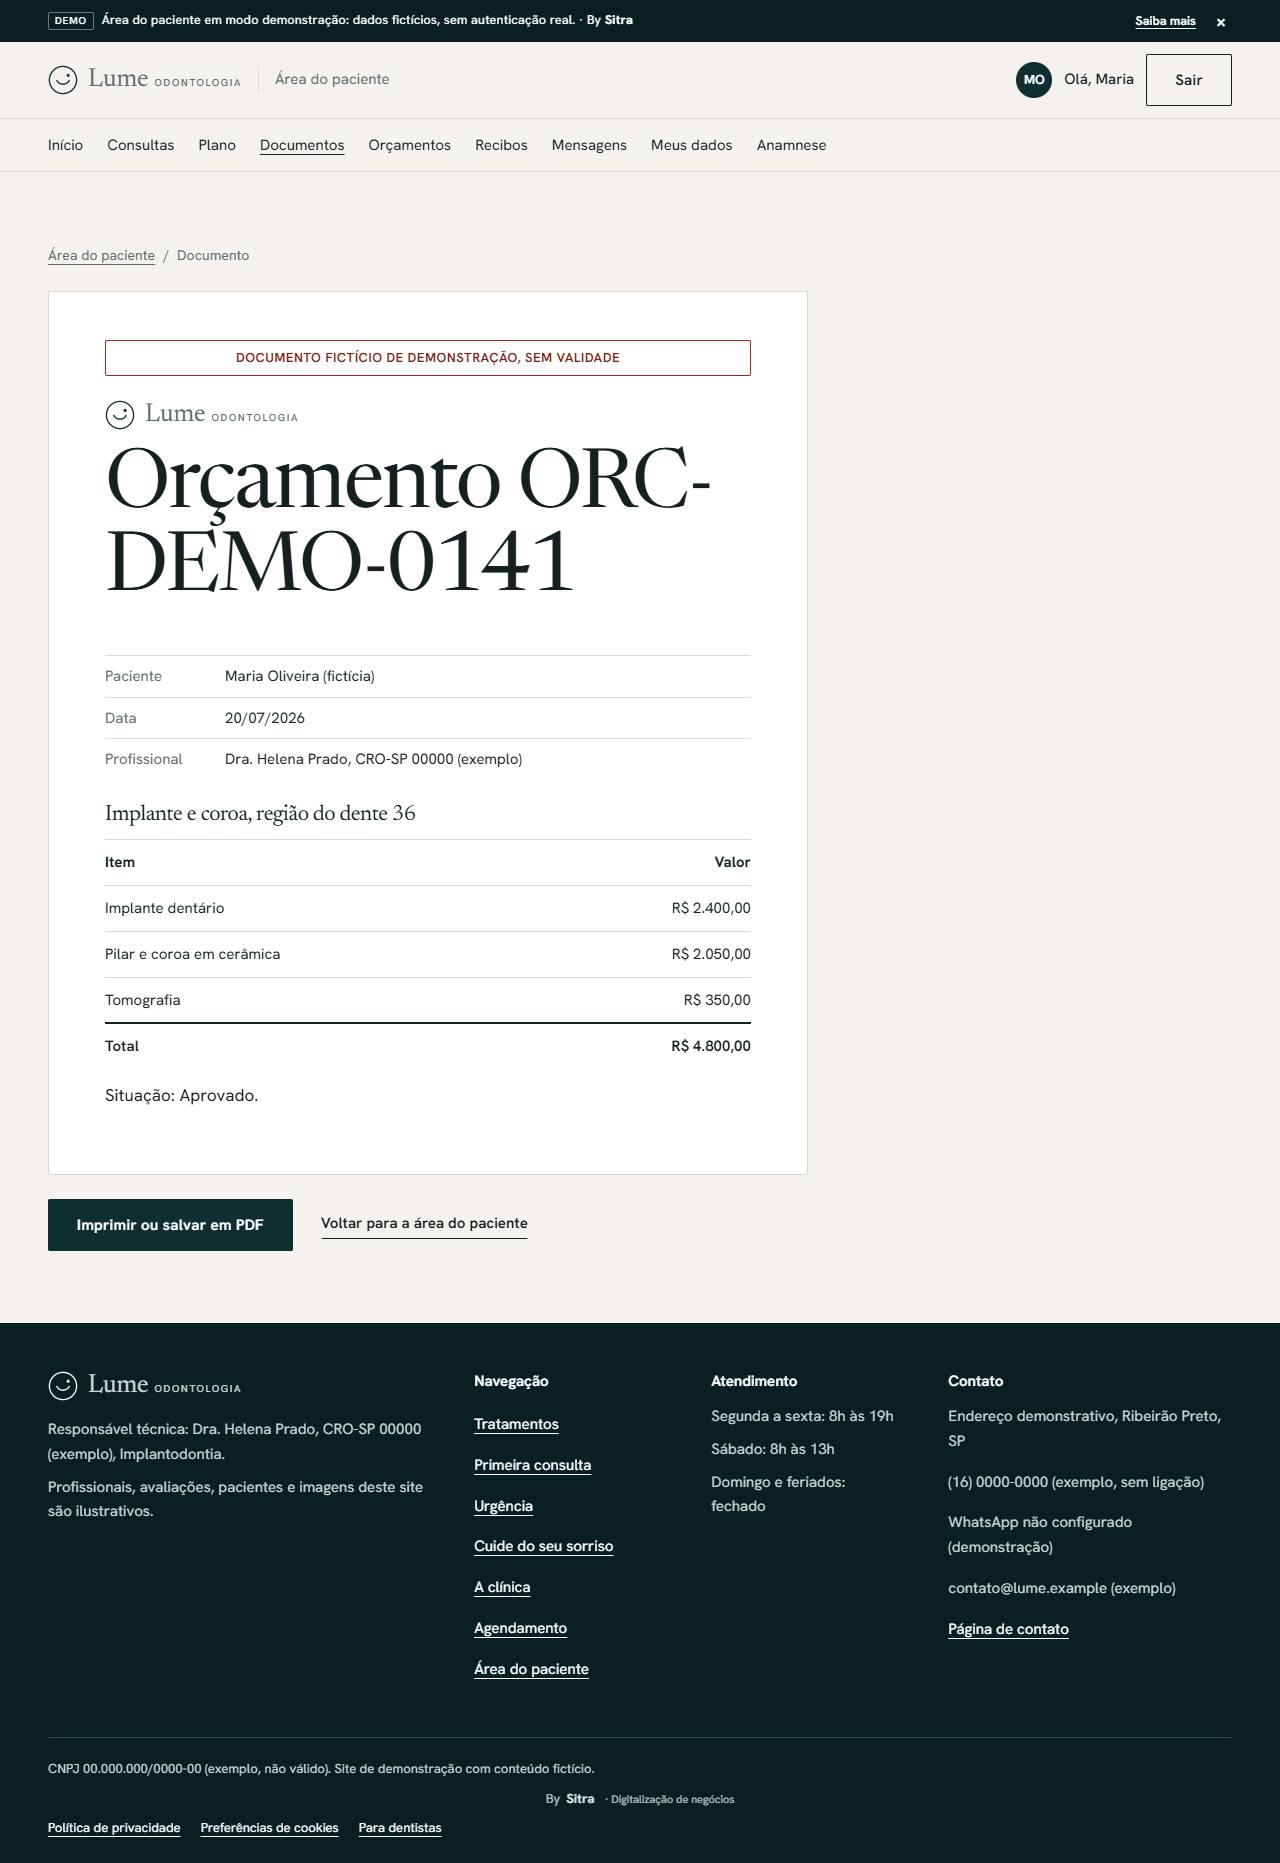 DEMO Área do paciente em modo demonstração: dados fictícios, sem autenticação real. · By Sitra Saiba mais ×
Lume ODONTOLOGIA Área do paciente MO Olá, Maria Sair
Início Consultas Plano Documentos Orçamentos Recibos Mensagens Meus dados Anamnese
Área do paciente / Documento
DOCUMENTO FICTÍCIO DE DEMONSTRAÇÃO, SEM VALIDADE
Lume ODONTOLOGIA
Orçamento ORC-
DEMO-0141
Paciente Maria Oliveira (fictícia)
Data 20/07/2026
Profissional Dra. Helena Prado, CRO-SP 00000 (exemplo)
Implante e coroa, região do dente 36
Item Valor
Implante dentário R$ 2.400,00
Pilar e coroa em cerâmica R$ 2.050,00
Tomografia R$ 350,00
Total R$ 4.800,00
Situação: Aprovado.
Imprimir ou salvar em PDF Voltar para a área do paciente
Lume ODONTOLOGIA
Responsável técnica: Dra. Helena Prado, CRO-SP 00000
(exemplo), Implantodontia.
Profissionais, avaliações, pacientes e imagens deste site
são ilustrativos.
Navegação
Tratamentos
Primeira consulta
Urgência
Cuide do seu sorriso
A clínica
Agendamento
Área do paciente
Atendimento
Segunda a sexta: 8h às 19h
Sábado: 8h às 13h
Domingo e feriados:
fechado
Contato
Endereço demonstrativo, Ribeirão Preto,
SP
(16) 0000-0000 (exemplo, sem ligação)
WhatsApp não configurado
(demonstração)
contato@lume.example (exemplo)
Página de contato
CNPJ 00.000.000/0000-00 (exemplo, não válido). Site de demonstração com conteúdo fictício.
By Sitra · Digitalização de negócios
Política de privacidade Preferências de cookies Para dentistas